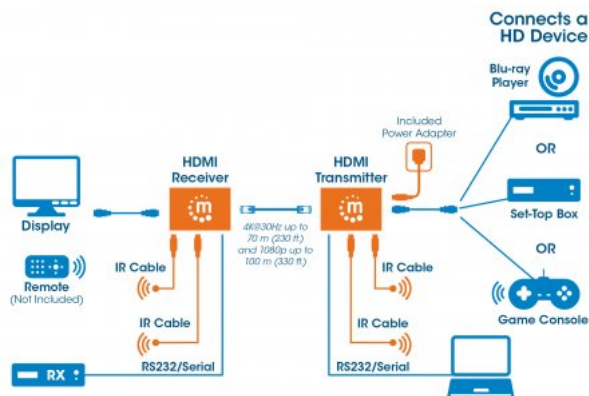 Connects a
HD Device
Blu-ray
Player
Included
Power Adapter
OR
HDMI
Receiver
HDMI
Transmitter
m
m
Display
4K@30Hz up to
70 m (230 ft.)
and 1080p up to
100 m (330 ft.)
Set-Top Box
OR
Remote
(Not Included)
IR Cable
IR Cable
Game Console
IR Cable
IR Cable
RX
RS232/Serial
RS232/Serial